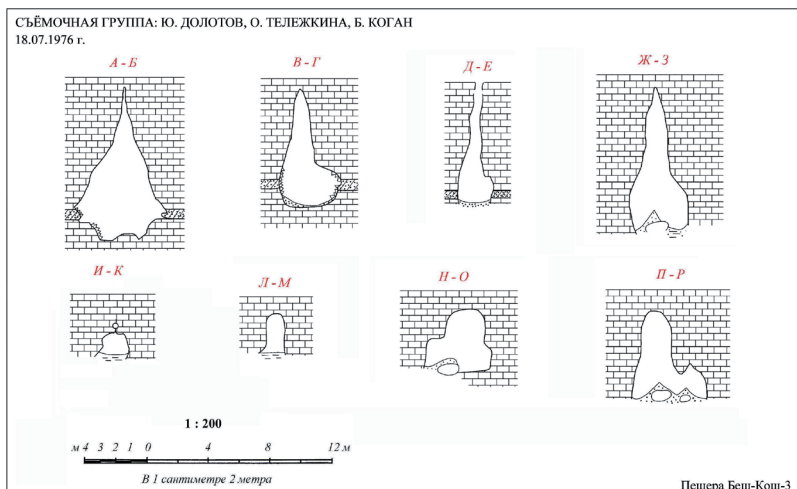 СЪЁМОЧНАЯ ГРУППА: Ю. ДОЛОТОВ, О. ТЕЛЕЖКИНА, Б. КОГАН
18.07.1976 г.
А - Б
В - Г
Д - Е
Ж - З
И - К
Л - М
Н - О
П - Р
1 : 200
м 4 3 2 1 0 4 8 12 м
В 1 сантиметре 2 метра
Пещера Беш-Кош-3